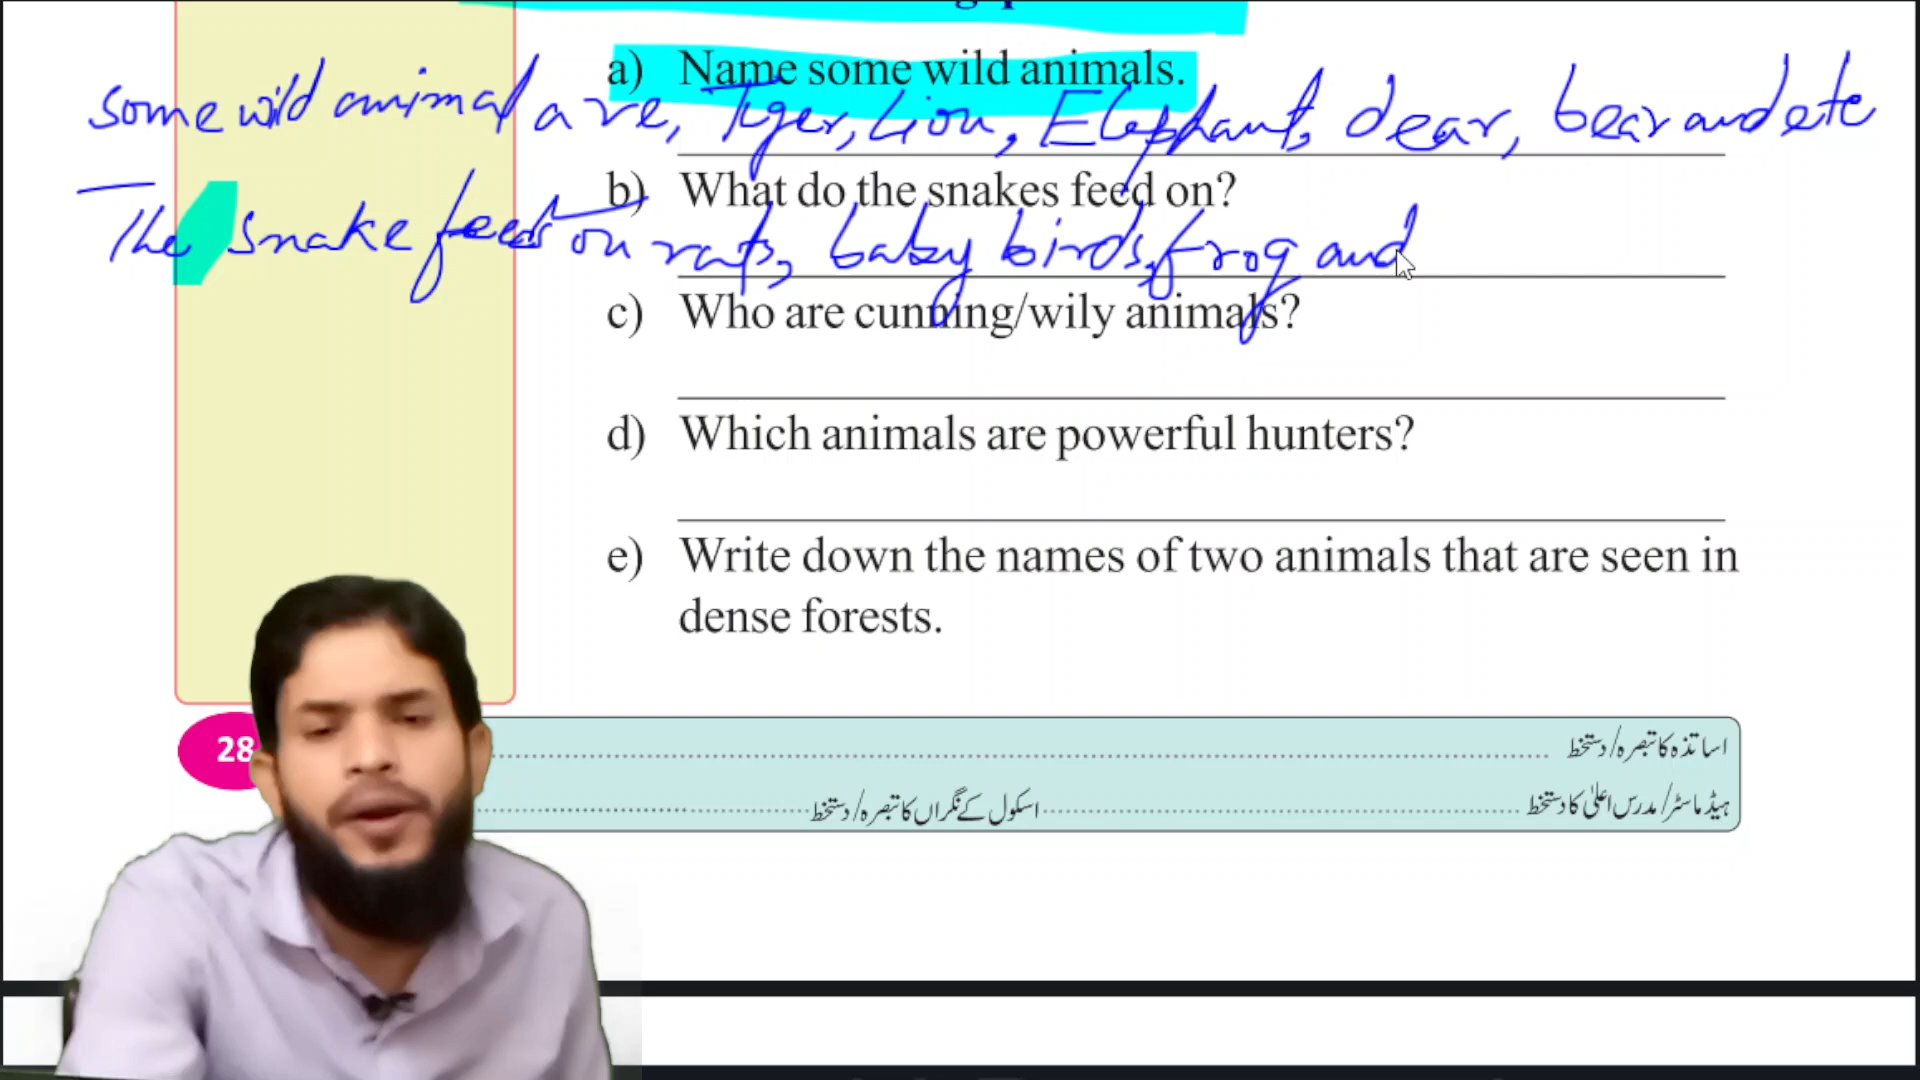 a) Name some wild animals.
some wild animal are, Tiger, Lion, Elephant, dear, bear and etc
b) What do the snakes feed on?
The snake feed on rats, baby birds, frog and
c) Who are cunning/wily animals?
d) Which animals are powerful hunters?
e) Write down the names of two animals that are seen in
dense forests.
28
اساتذہ کا تبصرہ/دستخط
ہیڈ ماسٹر/مدرس اعلیٰ کا دستخط
اسکول کے نگراں کا تبصرہ/دستخط